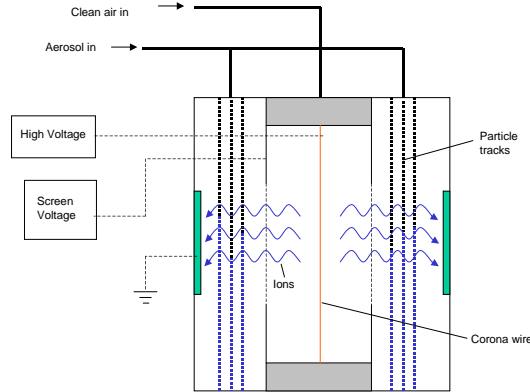 Clean air in
Aerosol in
High Voltage
Particle
tracks
Screen
Voltage
Ions
Corona wire